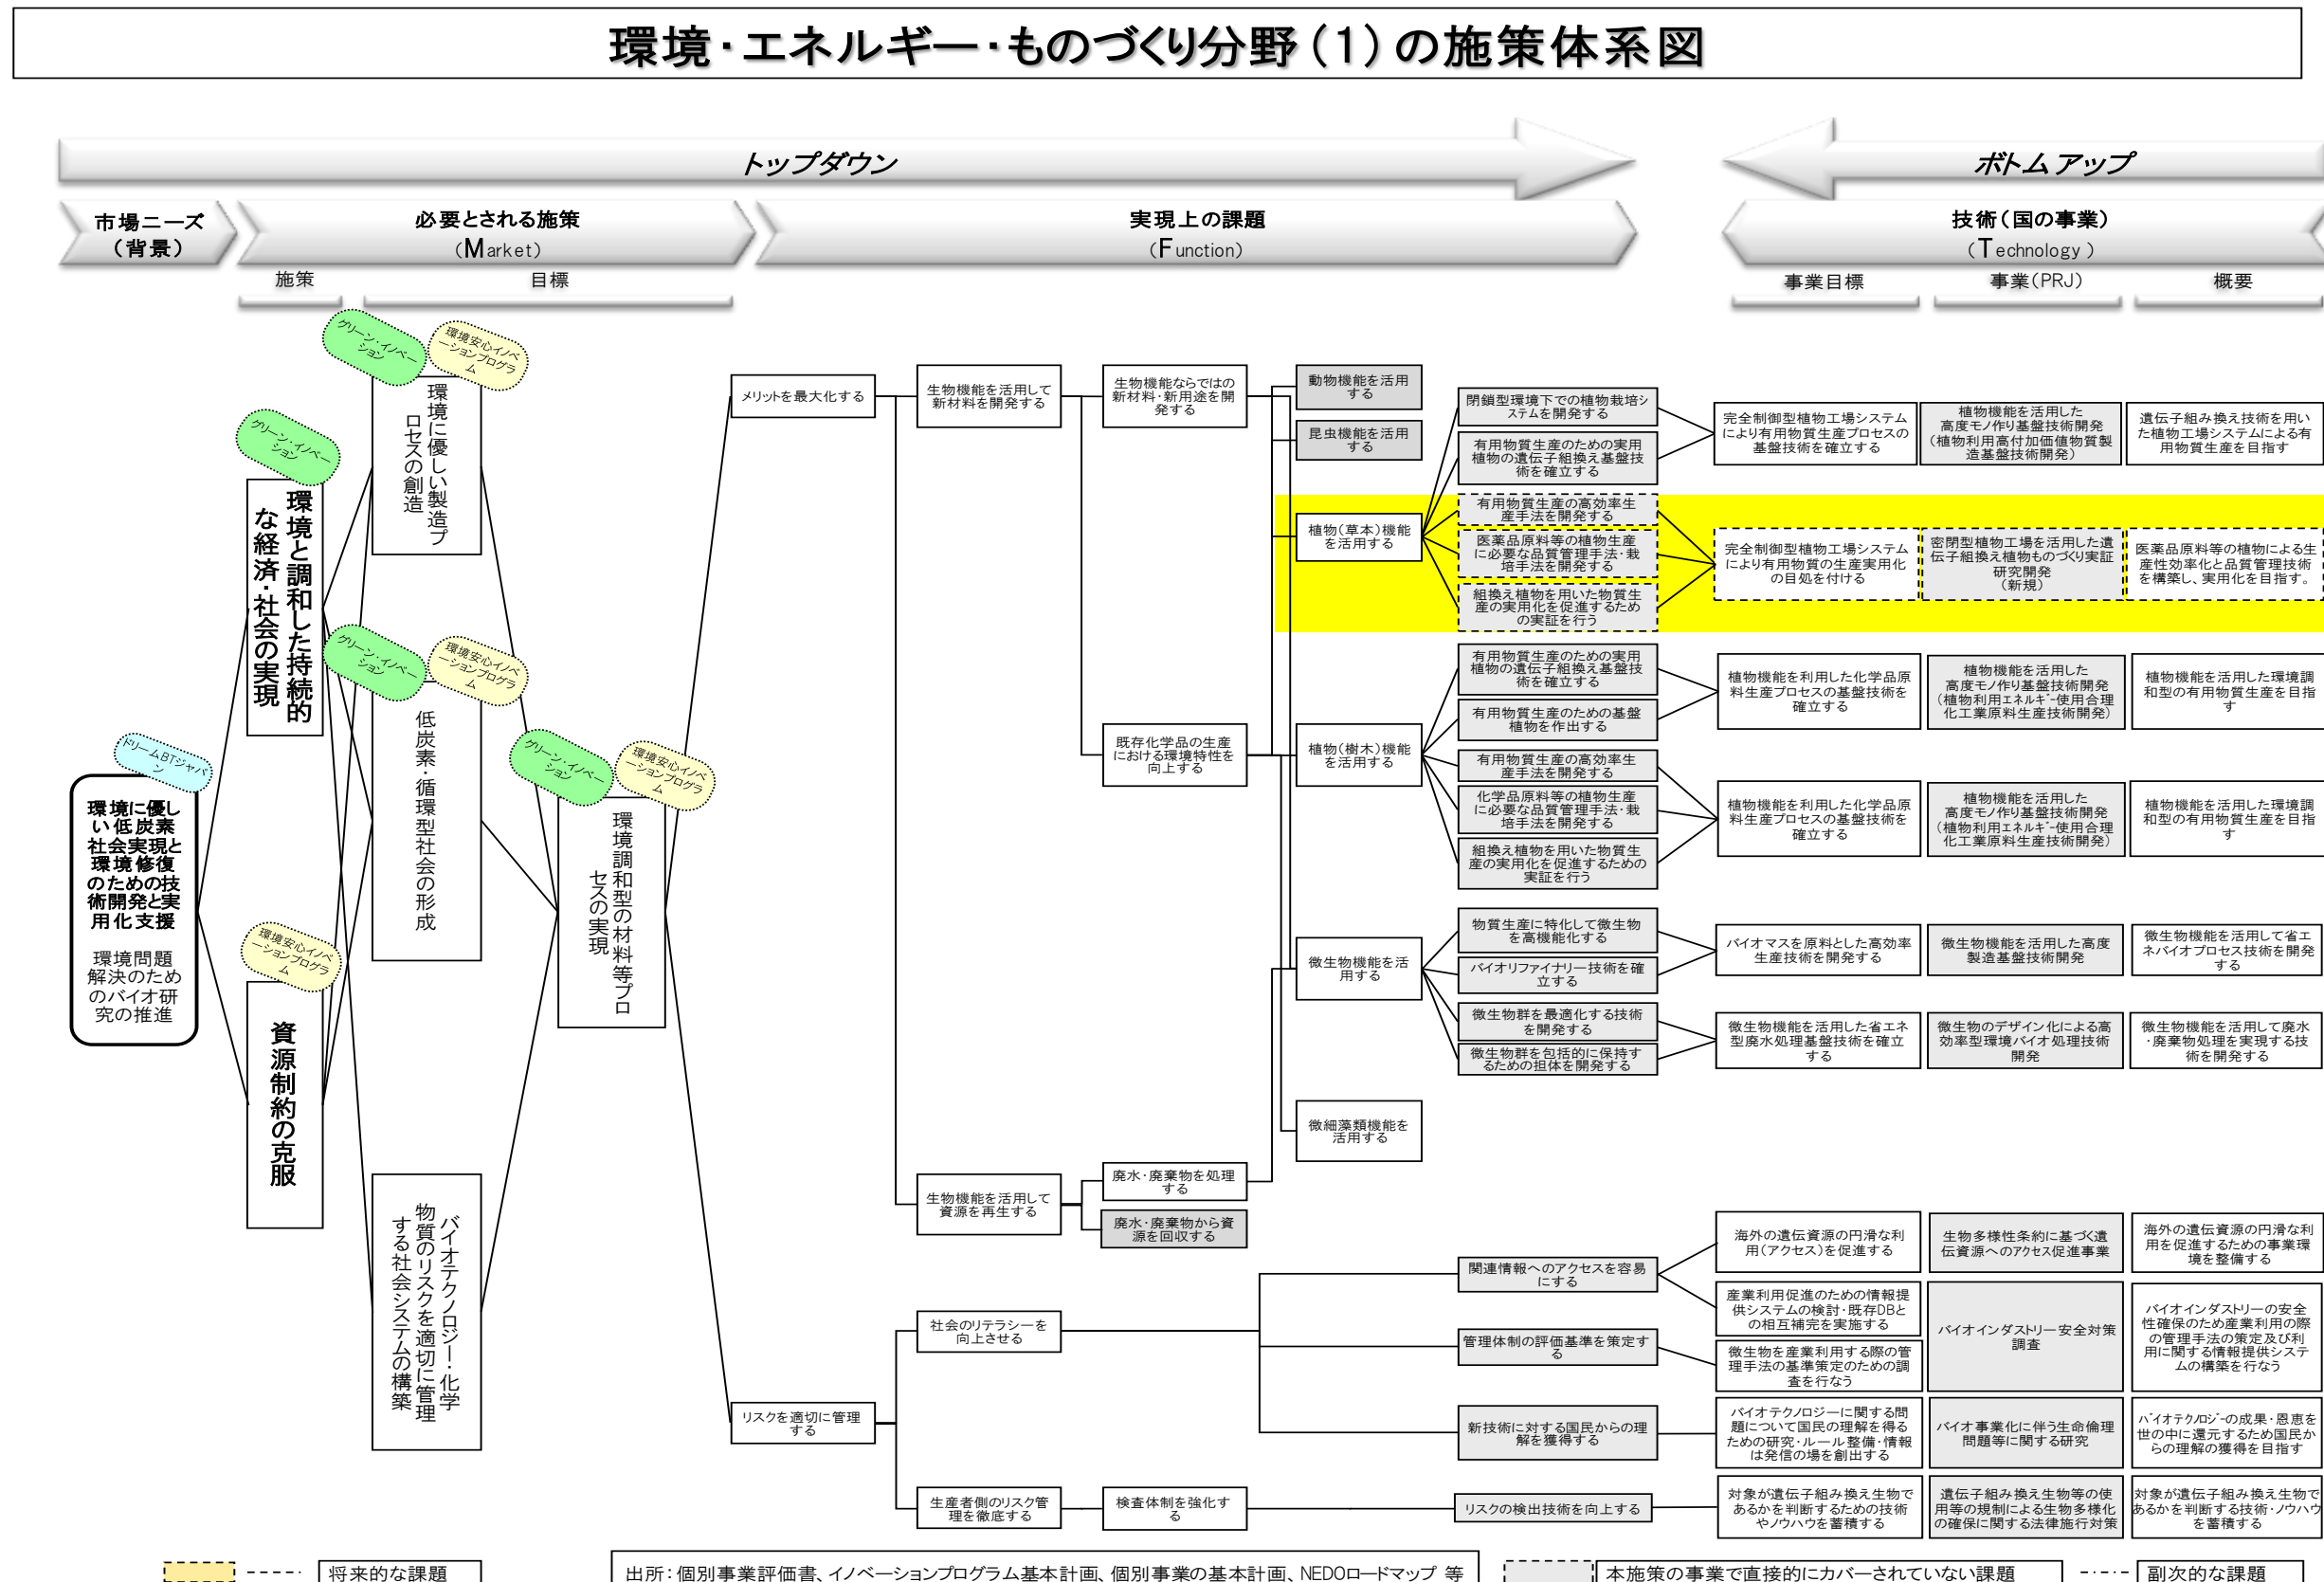 環境・エネルギー・ものづくり分野（1）の施策体系図
トップダウン
ボトムアップ
市場ニーズ
（背景）
必要とされる施策
（Market）
実現上の課題
（Function）
技術（国の事業）
（Technology ）
施策
目標
事業目標
事業（PRJ）
概要
ドリームBTジャパ
ン
環境に優し
い低炭素
社会実現と
環境修復
のための技
術開発と実
用化支援
環境問題
解決のため
のバイオ研
究の推進
グリーン・イノベー
ション
環境と調和した持続的
な経済・社会の実現
環境安心イノベ
ーションプログラ
ム
資源制約の克服
グリーン・イノベー
ション
環境安心イノベ
ーションプログラ
ム
環境に優しい製造プ
ロセスの創造
グリーン・イノベー
ション
環境安心イノベ
ーションプログラ
ム
低炭素・循環型社会の形成
バイオテクノロジー・化学
物質のリスクを適切に管理
する社会システムの構築
グリーン・イノベー
ション
環境安心イノベ
ーションプログラ
ム
環境調和型の材料等プロ
セスの実現
メリットを最大化する
リスクを適切に管理
する
生物機能を活用して
新材料を開発する
生物機能を活用して
資源を再生する
社会のリテラシーを
向上させる
生産者側のリスク管
理を徹底する
生物機能ならではの
新材料・新用途を開
発する
既存化学品の生産
における環境特性を
向上する
廃水・廃棄物を処理
する
廃水・廃棄物から資
源を回収する
検査体制を強化す
る
動物機能を活用
する
昆虫機能を活用
する
植物（草本）機能
を活用する
植物（樹木）機能
を活用する
微生物機能を活
用する
微細藻類機能を
活用する
閉鎖型環境下での植物栽培シ
ステムを開発する
有用物質生産のための実用
植物の遺伝子組換え基盤技
術を確立する
有用物質生産の高効率生
産手法を開発する
医薬品原料等の植物生産
に必要な品質管理手法・栽
培手法を開発する
組換え植物を用いた物質生
産の実用化を促進するため
の実証を行う
有用物質生産のための実用
植物の遺伝子組換え基盤技
術を確立する
有用物質生産のための基盤
植物を作出する
有用物質生産の高効率生
産手法を開発する
化学品原料等の植物生産
に必要な品質管理手法・栽
培手法を開発する
組換え植物を用いた物質生
産の実用化を促進するための
実証を行う
物質生産に特化して微生物
を高機能化する
バイオリファイナリー技術を確
立する
微生物群を最適化する技術
を開発する
微生物群を包括的に保持す
るための担体を開発する
関連情報へのアクセスを容易
にする
管理体制の評価基準を策定す
る
新技術に対する国民からの理
解を獲得する
リスクの検出技術を向上する
完全制御型植物工場システム
により有用物質生産プロセスの
基盤技術を確立する
植物機能を活用した
高度モノ作り基盤技術開発
（植物利用高付加価値物質製
造基盤技術開発）
遺伝子組み換え技術を用い
た植物工場システムによる有
用物質生産を目指す
完全制御型植物工場システム
により有用物質の生産実用化
の目処を付ける
密閉型植物工場を活用した遺
伝子組換え植物ものづくり実証
研究開発
（新規）
医薬品原料等の植物による生
産性効率化と品質管理技術
を構築し、実用化を目指す。
植物機能を利用した化学品原
料生産プロセスの基盤技術を
確立する
植物機能を活用した
高度モノ作り基盤技術開発
（植物利用ｴﾈﾙｷﾞｰ使用合理
化工業原料生産技術開発）
植物機能を活用した環境調
和型の有用物質生産を目指
す
植物機能を利用した化学品原
料生産プロセスの基盤技術を
確立する
植物機能を活用した
高度モノ作り基盤技術開発
（植物利用ｴﾈﾙｷﾞｰ使用合理
化工業原料生産技術開発）
植物機能を活用した環境調
和型の有用物質生産を目指
す
バイオマスを原料とした高効率
生産技術を開発する
微生物機能を活用した高度
製造基盤技術開発
微生物機能を活用して省エ
ネバイオプロセス技術を開発
する
微生物機能を活用した省エネ
型廃水処理基盤技術を確立
する
微生物のデザイン化による高
効率型環境バイオ処理技術
開発
微生物機能を活用して廃水
・廃棄物処理を実現する技
術を開発する
海外の遺伝資源の円滑な利
用（アクセス）を促進する
生物多様性条約に基づく遺
伝資源へのアクセス促進事業
海外の遺伝資源の円滑な利
用を促進するための事業環
境を整備する
産業利用促進のための情報提
供システムの検討・既存DBと
の相互補完を実施する
微生物を産業利用する際の管
理手法の基準策定のための調
査を行なう
バイオインダストリー安全対策
調査
バイオインダストリーの安全
性確保のため産業利用の際
の管理手法の策定及び利
用に関する情報提供システ
ムの構築を行なう
バイオテクノロジーに関する問
題について国民の理解を得る
ための研究・ルール整備・情報
は発信の場を創出する
バイオ事業化に伴う生命倫理
問題等に関する研究
ﾊﾞｲｵﾃｸﾉﾛｼﾞｰの成果・恩恵を
世の中に還元するため国民か
らの理解の獲得を目指す
対象が遺伝子組み換え生物で
あるかを判断するための技術
やノウハウを蓄積する
遺伝子組み換え生物等の使
用等の規制による生物多様化
の確保に関する法律施行対策
対象が遺伝子組み換え生物で
あるかを判断する技術・ノウハウ
を蓄積する
将来的な課題
出所：個別事業評価書、イノベーションプログラム基本計画、個別事業の基本計画、NEDOロードマップ 等
本施策の事業で直接的にカバーされていない課題
副次的な課題